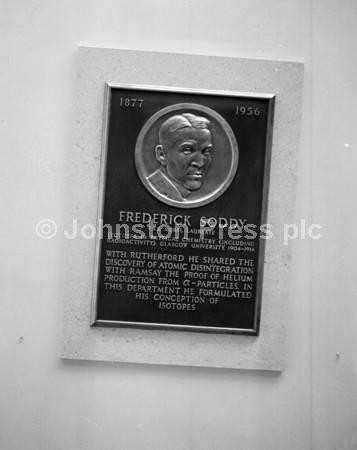 1877 1956
FREDERICK SODDY
LAUREATE
CHEMISTRY (INCLUDING
RADIOACTIVITY) GLASGOW UNIVERSITY, 1904-1914
WITH RUTHERFORD HE SHARED THE
DISCOVERY OF ATOMIC DISINTEGRATION
WITH RAMSAY THE PROOF OF HELIUM
PRODUCTION FROM α-PARTICLES. IN
THIS DEPARTMENT HE FORMULATED
HIS CONCEPTION OF
ISOTOPES
© Johnston Press plc